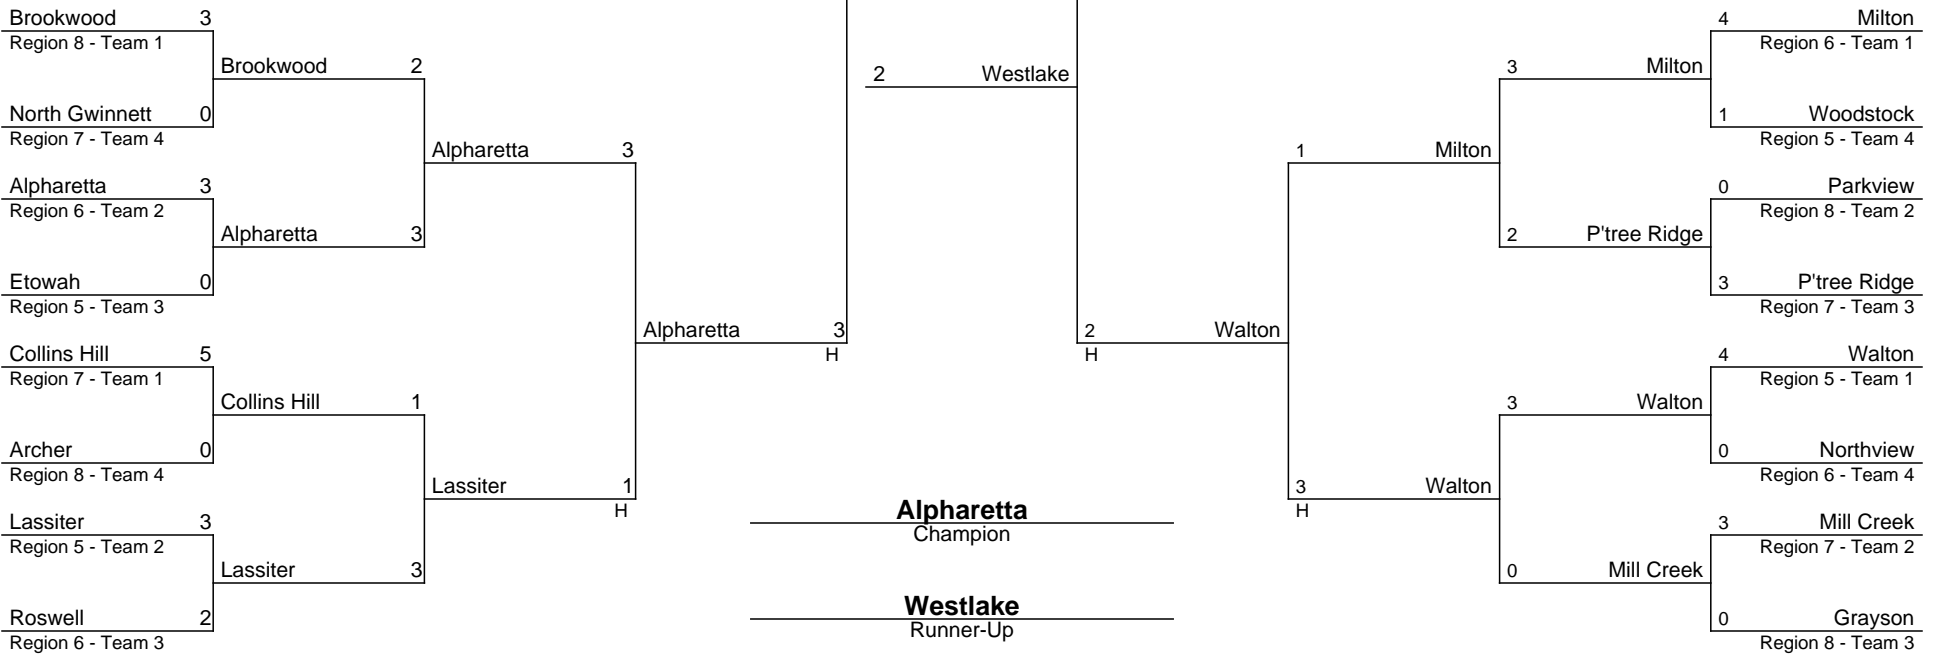 Brookwood 3
Region 8 - Team 1
Brookwood 2
North Gwinnett 0
Region 7 - Team 4
Alpharetta 3
Alpharetta 3
Region 6 - Team 2
Alpharetta 3
Etowah 0
Region 5 - Team 3
Alpharetta 3
H
Collins Hill 5
Region 7 - Team 1
Collins Hill 1
Archer 0
Region 8 - Team 4
Lassiter 1
H
Lassiter 3
Region 5 - Team 2
Lassiter 3
Roswell 2
Region 6 - Team 3
2 Westlake
Alpharetta
Champion
Westlake
Runner-Up
4 Milton
Region 6 - Team 1
3 Milton
1 Woodstock
Region 5 - Team 4
1 Milton
0 Parkview
Region 8 - Team 2
2 P'tree Ridge
3 P'tree Ridge
Region 7 - Team 3
2 Walton
H
4 Walton
Region 5 - Team 1
3 Walton
0 Northview
Region 6 - Team 4
3 Walton
H
3 Mill Creek
Region 7 - Team 2
0 Mill Creek
0 Grayson
Region 8 - Team 3